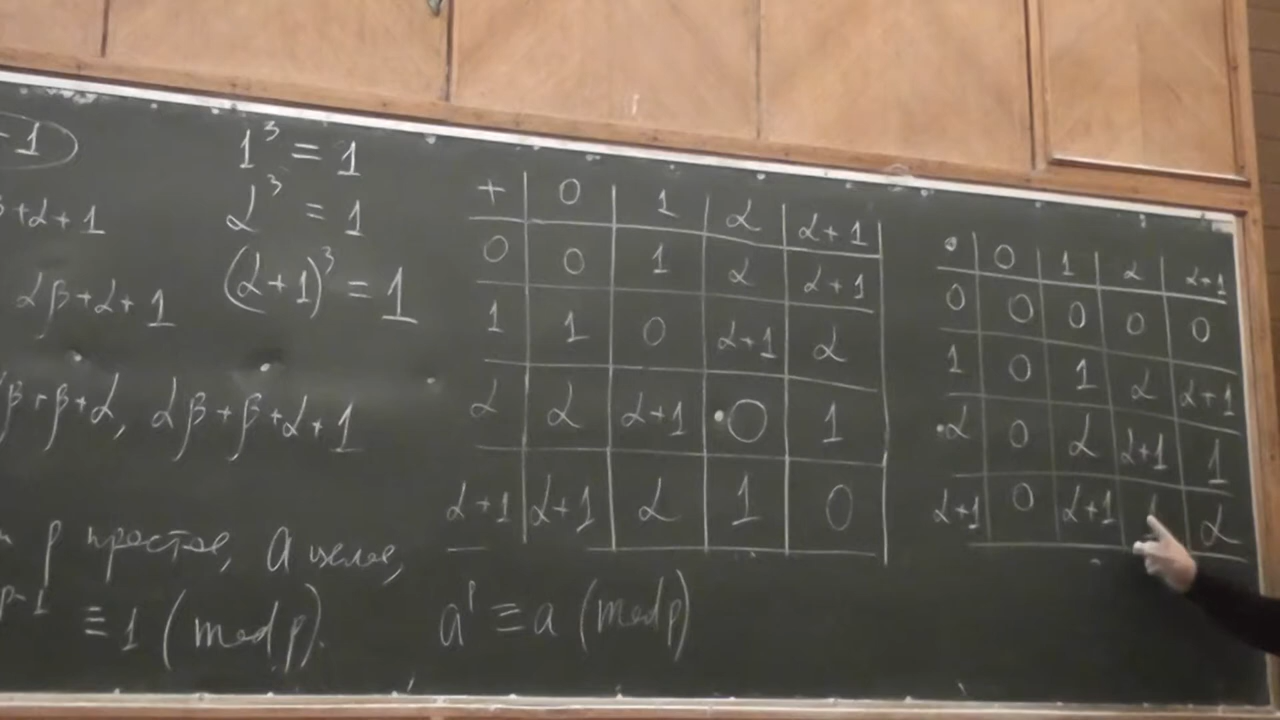 -1
1³ = 1
+α+1
α³ = 1
αβ+α+1
(α+1)³ = 1
β+β+α, αβ+β+α+1
p простое, a целое,
p-1 ≡ 1 (mod p).
aᵖ ≡ a (mod p)
+ 0 1 α α+1
0 0 1 α α+1
1 1 0 α+1 α
α α α+1 0 1
α+1 α+1 α 1 0
• 0 1 α α+1
0 0 0 0 0
1 0 1 α α+1
α 0 α α+1 1
α+1 0 α+1 α